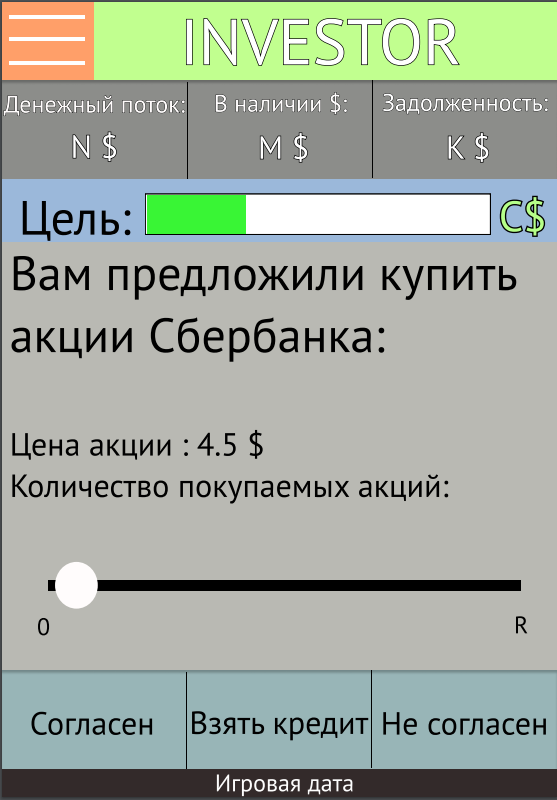 INVESTOR
Денежный поток: В наличии $: Задолженность:
N $ M $ K $
Цель: C$
Вам предложили купить
акции Сбербанка:
Цена акции : 4.5 $
Количество покупаемых акций:
0 R
Согласен Взять кредит Не согласен
Игровая дата